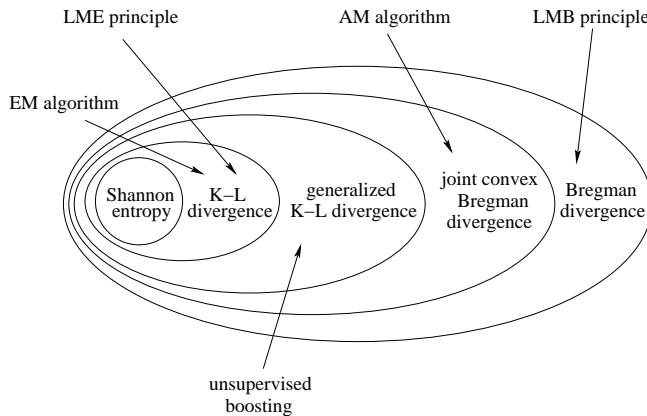 LME principle
AM algorithm
LMB principle
EM algorithm
Shannon
entropy
K–L
divergence
generalized
K–L divergence
joint convex
Bregman
divergence
Bregman
divergence
unsupervised
boosting